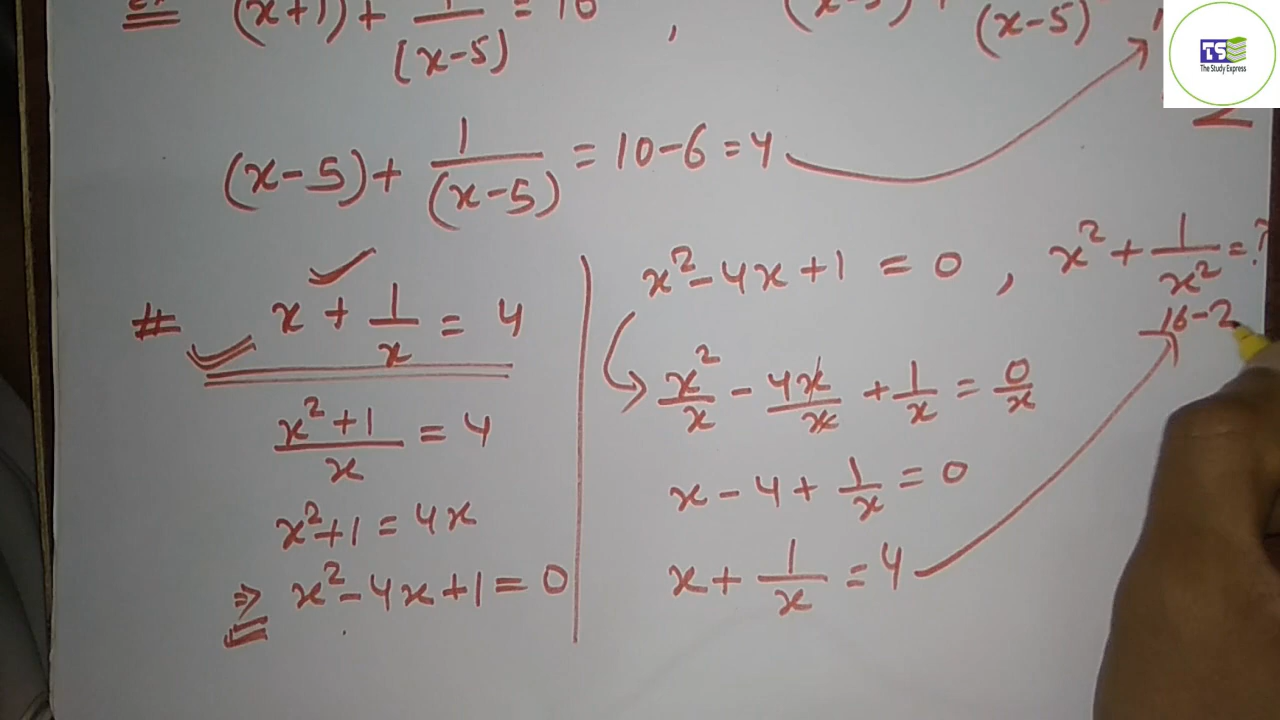 (x+1) + 1/(x-5) = 10 , (x-5) + (x-5)
TS
The Study Express
(x-5) + 1/(x-5) = 10-6 = 4
# x + 1/x = 4
(x²+1)/x = 4
x²+1 = 4x
⇒ x²-4x+1 = 0
x²-4x+1 = 0 , x² + 1/x² = ?
16-2
x²/x - 4x/x + 1/x = 0/x
x - 4 + 1/x = 0
x + 1/x = 4